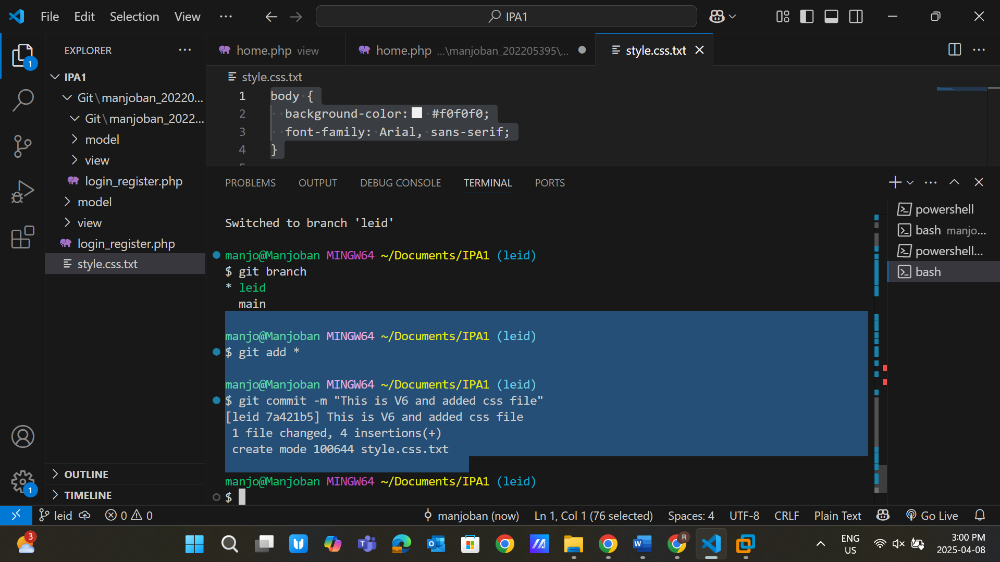 File Edit Selection View ··· IPA1
EXPLORER ···
home.php view
home.php ...\manjoban_202205395\...
style.css.txt
IPA1
Git\manjoban_20220...
Git\manjoban_2022...
model
view
login_register.php
model
view
login_register.php
style.css.txt
style.css.txt
1 body {
2 background-color: #f0f0f0;
3 font-family: Arial, sans-serif;
4 }
PROBLEMS OUTPUT DEBUG CONSOLE TERMINAL PORTS
Switched to branch 'leid'
manjo@Manjoban MINGW64 ~/Documents/IPA1 (leid)
$ git branch
* leid
main
manjo@Manjoban MINGW64 ~/Documents/IPA1 (leid)
$ git add *
manjo@Manjoban MINGW64 ~/Documents/IPA1 (leid)
$ git commit -m "This is V6 and added css file"
[leid 7a421b5] This is V6 and added css file
1 file changed, 4 insertions(+)
create mode 100644 style.css.txt
manjo@Manjoban MINGW64 ~/Documents/IPA1 (leid)
$
powershell
bash manjo...
powershell...
bash
1
1
OUTLINE
TIMELINE
leid 0 0 manjoban (now) Ln 1, Col 1 (76 selected) Spaces: 4 UTF-8 CRLF Plain Text Go Live
3
R
ENG
US
3:00 PM
2025-04-08